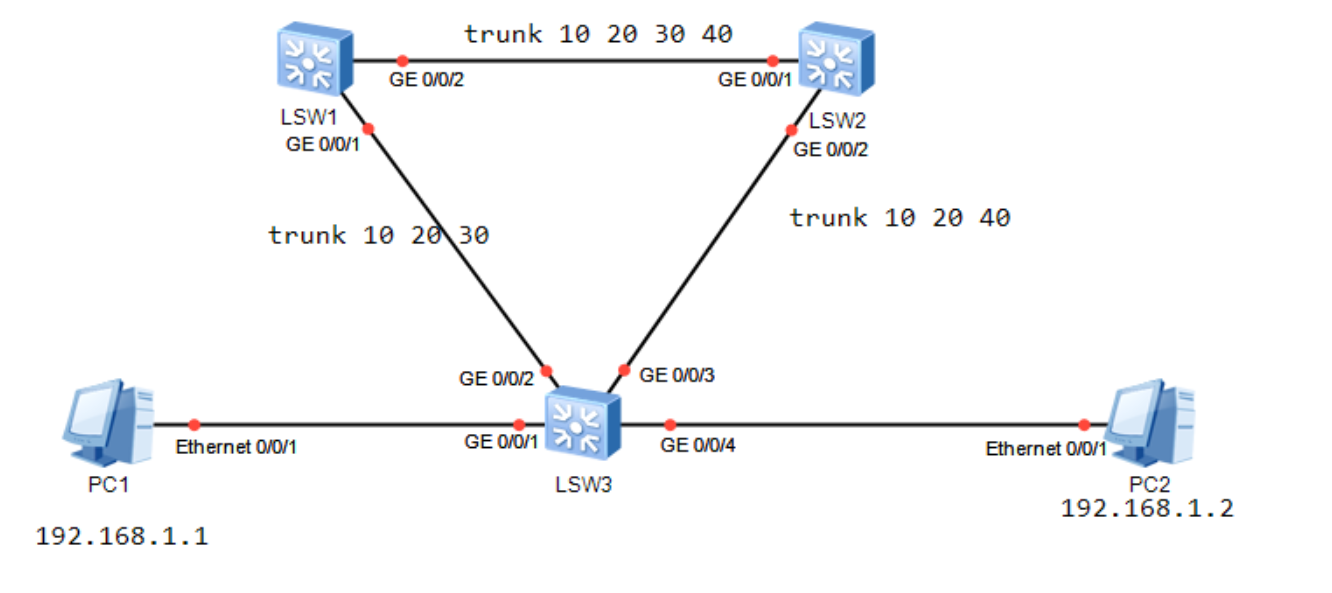 trunk 10 20 30 40
GE 0/0/2
GE 0/0/1
LSW1
LSW2
GE 0/0/1
GE 0/0/2
trunk 10 20 40
trunk 10 20 30
GE 0/0/2
GE 0/0/3
Ethernet 0/0/1
GE 0/0/1
GE 0/0/4
Ethernet 0/0/1
PC1
LSW3
PC2
192.168.1.2
192.168.1.1